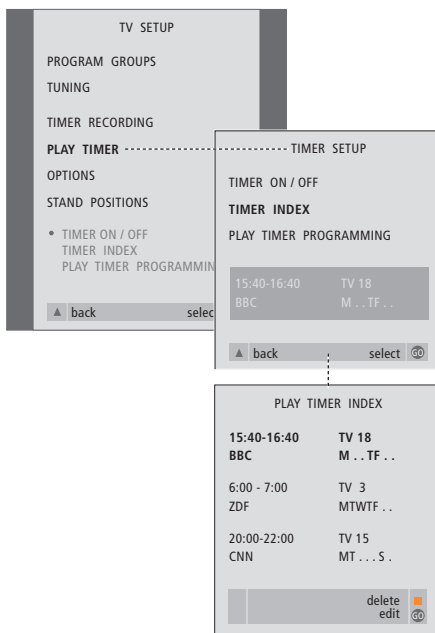 TV SETUP
PROGRAM GROUPS
TUNING
TIMER RECORDING
PLAY TIMER
OPTIONS
STAND POSITIONS
• TIMER ON / OFF
TIMER INDEX
PLAY TIMER PROGRAMMIN
▲ back selec
TIMER SETUP
TIMER ON / OFF
TIMER INDEX
PLAY TIMER PROGRAMMING
15:40-16:40 TV 18
BBC M . . TF . .
▲ back select GO
PLAY TIMER INDEX
15:40-16:40 TV 18
BBC M . . TF . .
6:00 - 7:00 TV 3
ZDF MTWTF . .
20:00-22:00 TV 15
CNN MT . . . S .
delete
edit GO